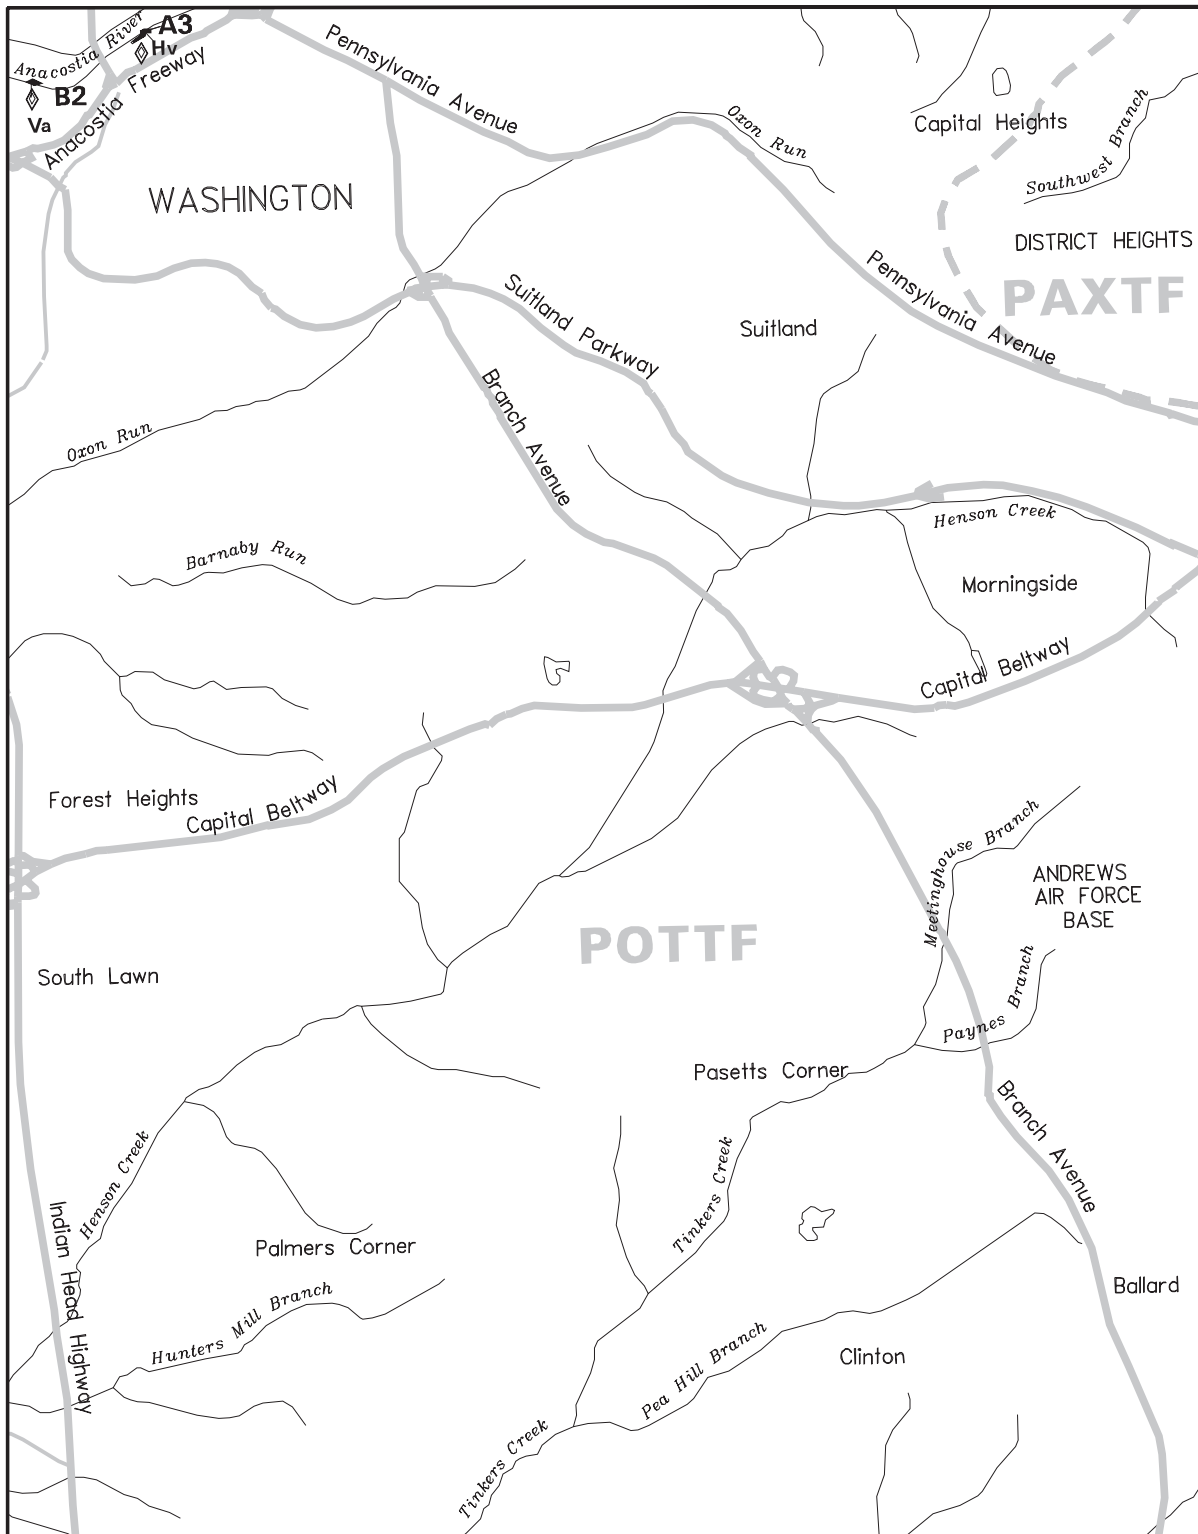 A3
Anacostia River
Hv
Anacostia Freeway
B2
Va
Pennsylvania Avenue
Oxon Run
Capital Heights
Southwest Branch
WASHINGTON
DISTRICT HEIGHTS
PAXTF
Pennsylvania Avenue
Suitland Parkway
Suitland
Branch Avenue
Oxon Run
Henson Creek
Barnaby Run
Morningside
Capital Beltway
Forest Heights
Capital Beltway
Meetinghouse Branch
ANDREWS
AIR FORCE
BASE
POTTF
South Lawn
Paynes Branch
Pasetts Corner
Branch Avenue
Henson Creek
Tinkers Creek
Indian Head Highway
Palmers Corner
Ballard
Hunters Mill Branch
Clinton
Pea Hill Branch
Tinkers Creek